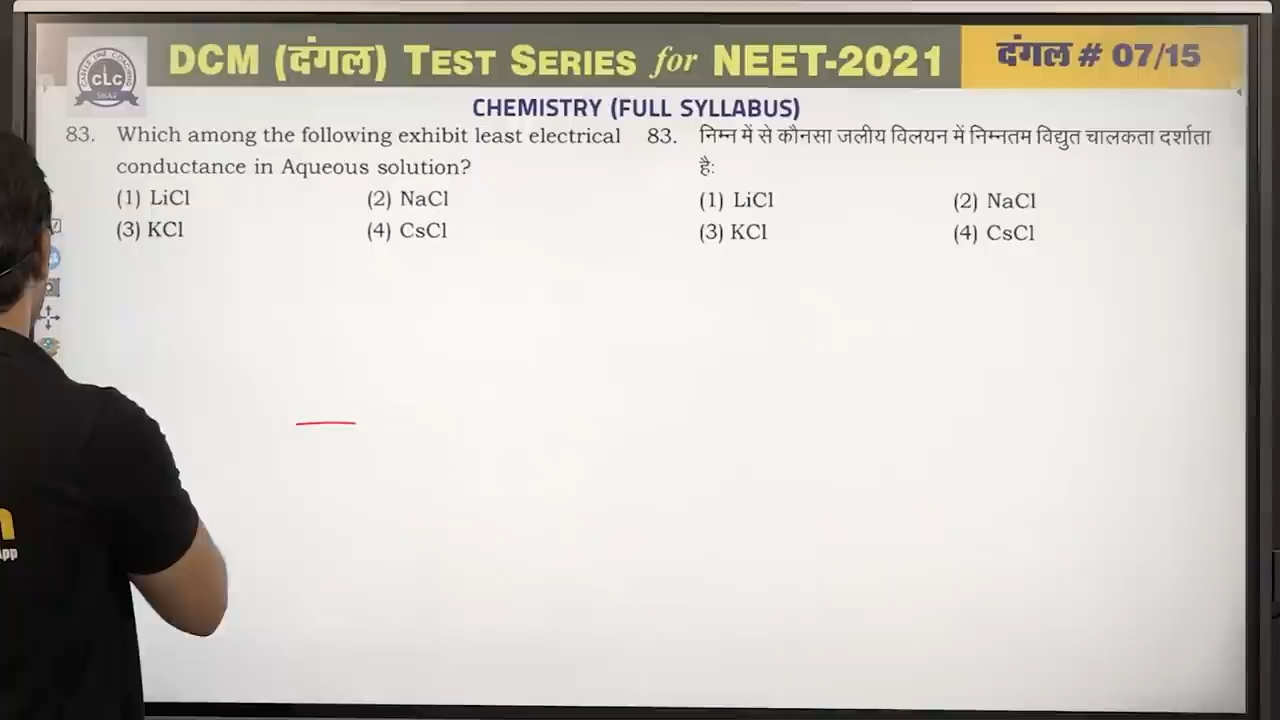 DCM (दंगल) TEST SERIES for NEET-2021
दंगल # 07/15
CLC
CHEMISTRY (FULL SYLLABUS)
83. Which among the following exhibit least electrical
conductance in Aqueous solution?
(1) LiCl (2) NaCl
(3) KCl (4) CsCl
83. निम्न में से कौनसा जलीय विलयन में निम्नतम विद्युत चालकता दर्शाता
है:
(1) LiCl (2) NaCl
(3) KCl (4) CsCl